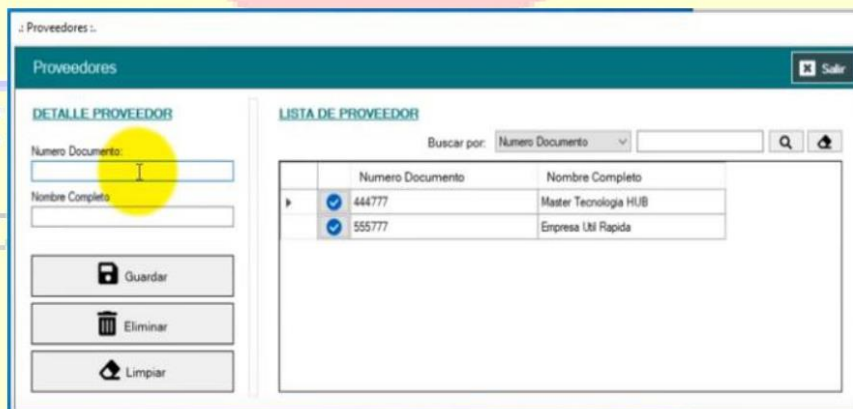 .: Proveedores :.
Proveedores
Salir
DETALLE PROVEEDOR
Numero Documento:
Nombre Completo
Guardar
Eliminar
Limpiar
LISTA DE PROVEEDOR
Buscar por: Numero Documento
Numero Documento Nombre Completo
444777 Master Tecnologia HUB
555777 Empresa Util Rapida